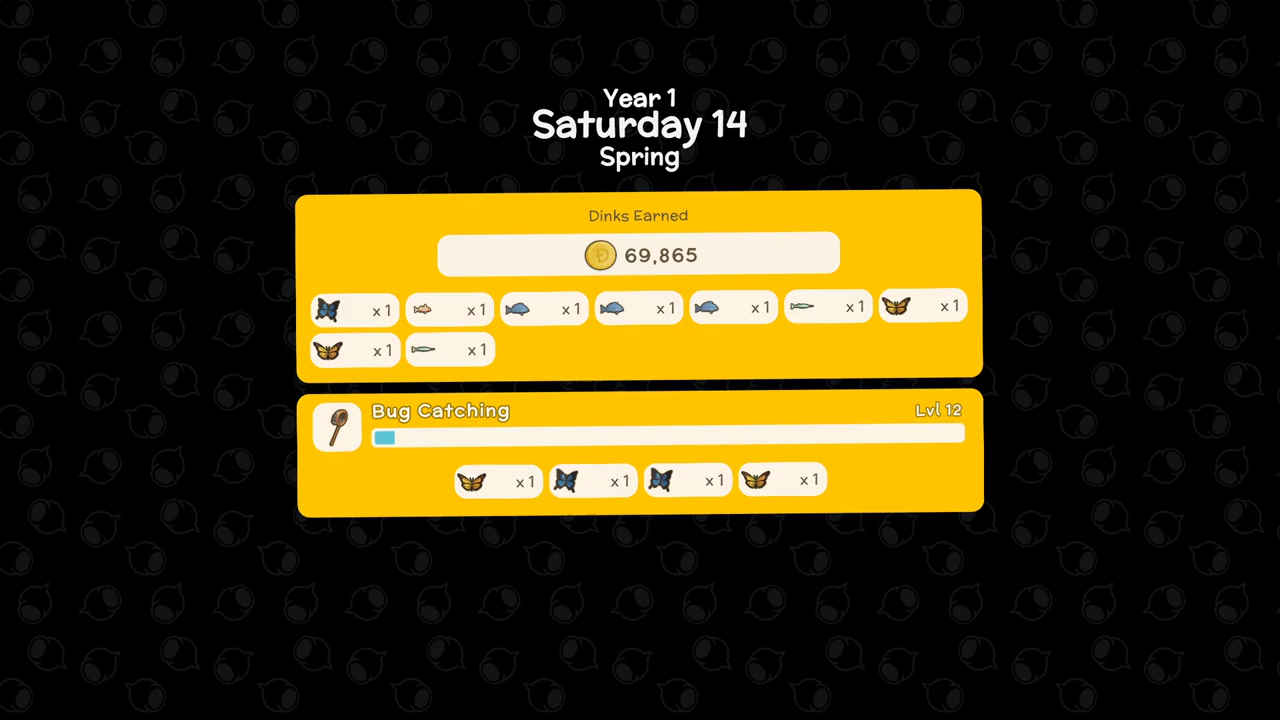 Year 1
Saturday 14
Spring
Dinks Earned
69,865
x 1 x 1 x 1 x 1 x 1 x 1 x 1
x 1 x 1
Bug Catching Lvl 12
x 1 x 1 x 1 x 1